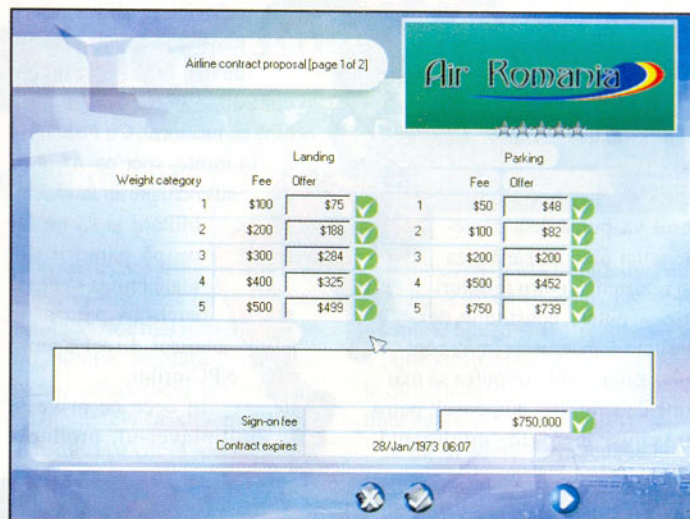 Airline contract proposal [page 1 of 2]
Air Romania
Landing Parking
Weight category Fee Offer Fee Offer
1 $100 $75 1 $50 $48
2 $200 $188 2 $100 $82
3 $300 $284 3 $200 $200
4 $400 $325 4 $500 $452
5 $500 $499 5 $750 $739
Sign-on fee $750,000
Contract expires 28/Jan/1973 06:07